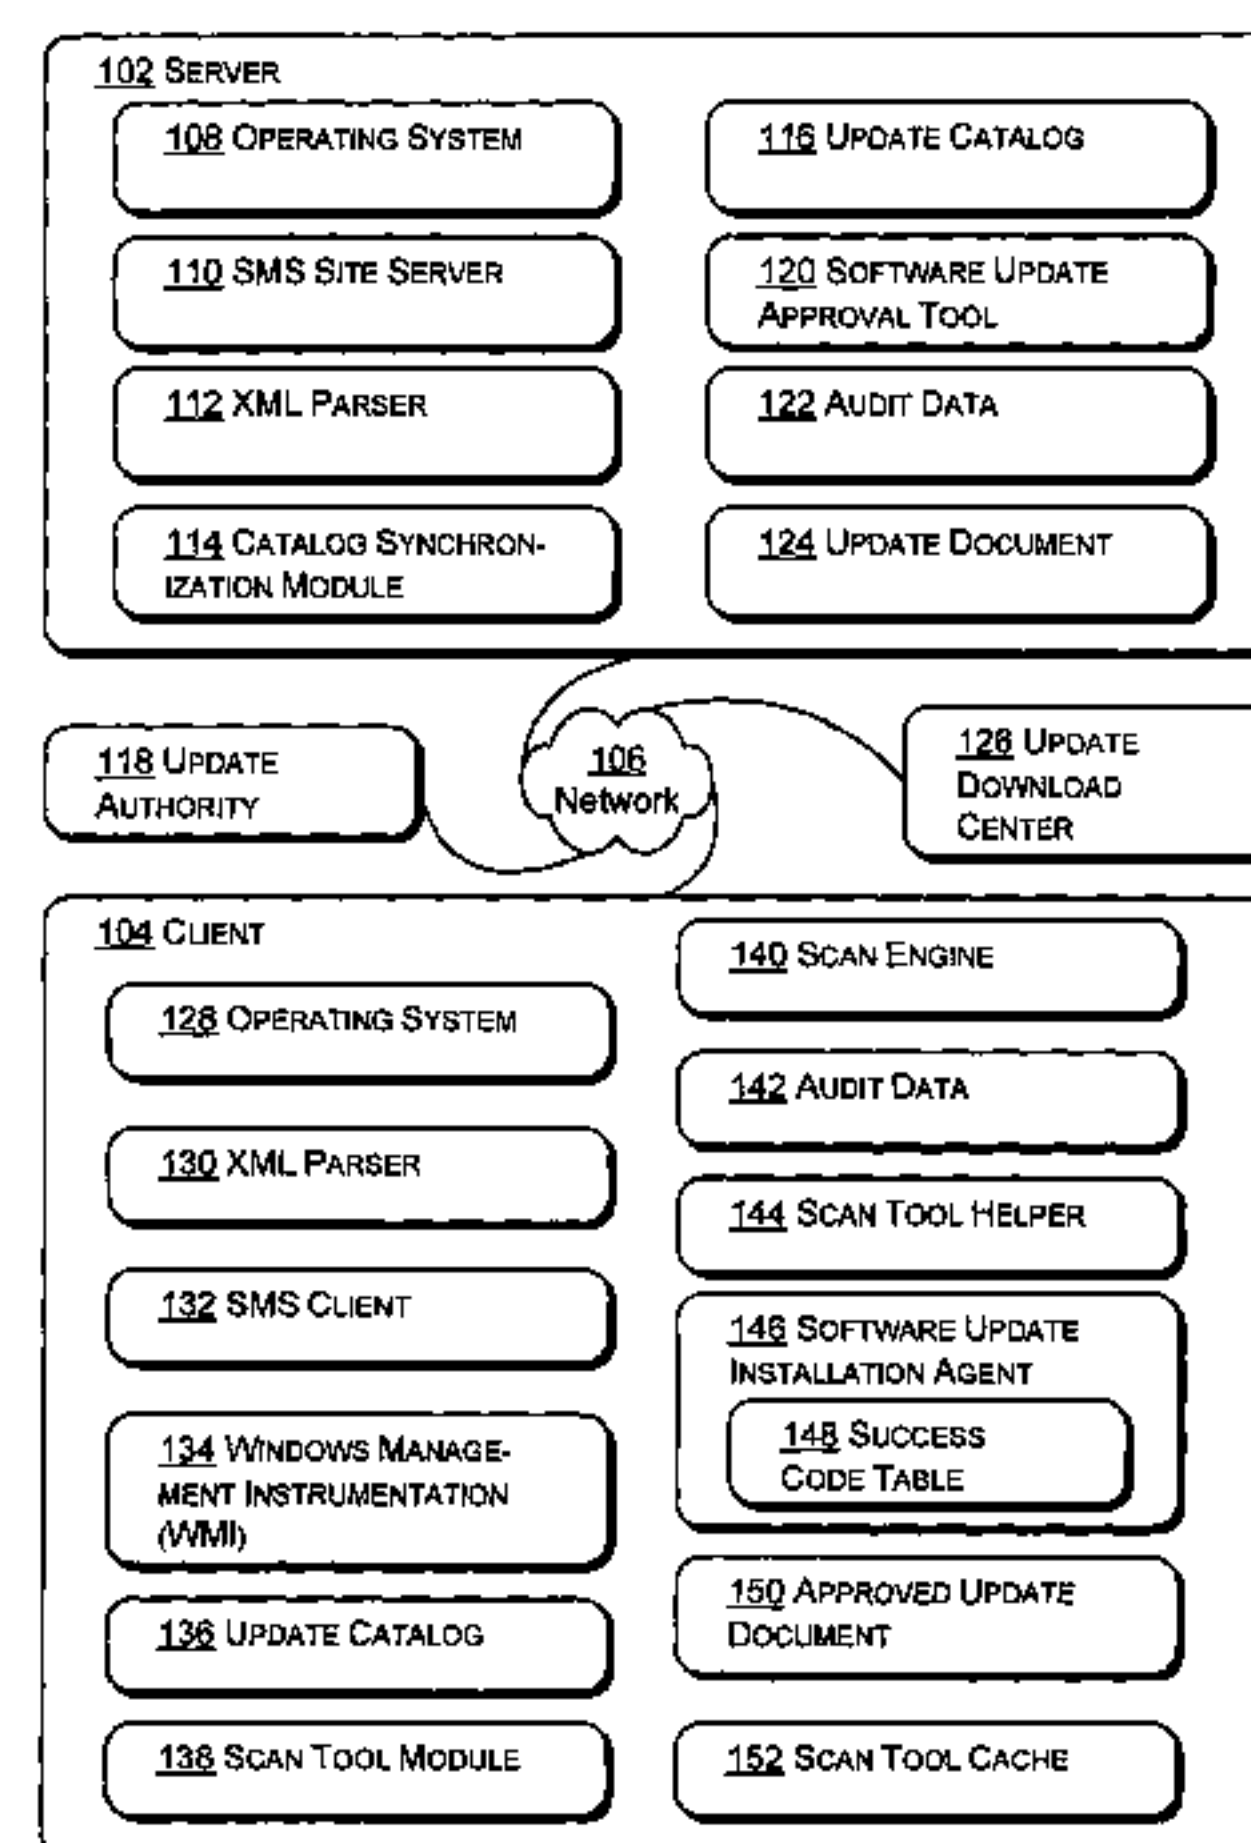 102 SERVER
108 OPERATING SYSTEM
110 SMS SITE SERVER
112 XML PARSER
114 CATALOG SYNCHRON-
IZATION MODULE
116 UPDATE CATALOG
120 SOFTWARE UPDATE
APPROVAL TOOL
122 AUDIT DATA
124 UPDATE DOCUMENT
118 UPDATE
AUTHORITY
106
Network
126 UPDATE
DOWNLOAD
CENTER
104 CLIENT
128 OPERATING SYSTEM
130 XML PARSER
132 SMS CLIENT
134 WINDOWS MANAGE-
MENT INSTRUMENTATION
(WMI)
136 UPDATE CATALOG
138 SCAN TOOL MODULE
140 SCAN ENGINE
142 AUDIT DATA
144 SCAN TOOL HELPER
146 SOFTWARE UPDATE
INSTALLATION AGENT
148 SUCCESS
CODE TABLE
150 APPROVED UPDATE
DOCUMENT
152 SCAN TOOL CACHE